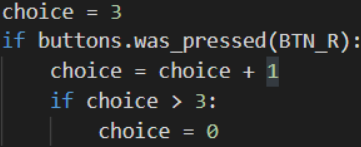 choice = 3
if buttons.was_pressed(BTN_R):
    choice = choice + 1
    if choice > 3:
        choice = 0